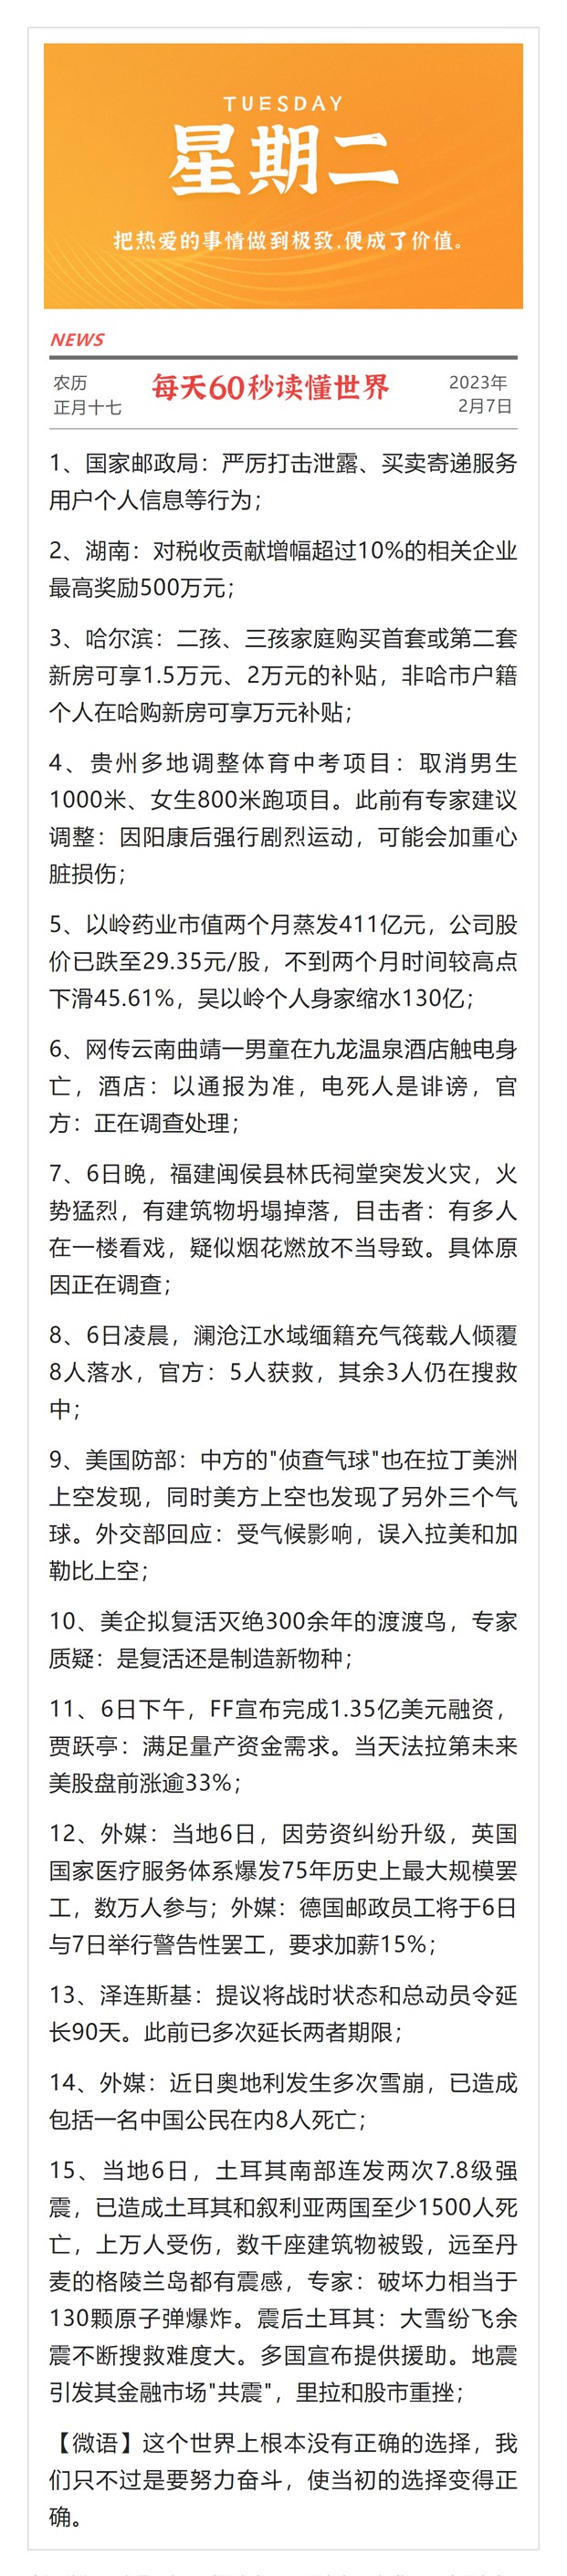 TUESDAY
星期二
把热爱的事情做到极致,便成了价值。
NEWS
农历
正月十七
每天60秒读懂世界
2023年
2月7日
1、国家邮政局：严厉打击泄露、买卖寄递服务
用户个人信息等行为；
2、湖南：对税收贡献增幅超过10%的相关企业
最高奖励500万元；
3、哈尔滨：二孩、三孩家庭购买首套或第二套
新房可享1.5万元、2万元的补贴，非哈市户籍
个人在哈购新房可享万元补贴；
4、贵州多地调整体育中考项目：取消男生
1000米、女生800米跑项目。此前有专家建议
调整：因阳康后强行剧烈运动，可能会加重心
脏损伤；
5、以岭药业市值两个月蒸发411亿元，公司股
价已跌至29.35元/股，不到两个月时间较高点
下滑45.61%，吴以岭个人身家缩水130亿；
6、网传云南曲靖一男童在九龙温泉酒店触电身
亡，酒店：以通报为准，电死人是诽谤，官
方：正在调查处理；
7、6日晚，福建闽侯县林氏祠堂突发火灾，火
势猛烈，有建筑物坍塌掉落，目击者：有多人
在一楼看戏，疑似烟花燃放不当导致。具体原
因正在调查；
8、6日凌晨，澜沧江水域缅籍充气筏载人倾覆
8人落水，官方：5人获救，其余3人仍在搜救
中；
9、美国防部：中方的"侦查气球"也在拉丁美洲
上空发现，同时美方上空也发现了另外三个气
球。外交部回应：受气候影响，误入拉美和加
勒比上空；
10、美企拟复活灭绝300余年的渡渡鸟，专家
质疑：是复活还是制造新物种；
11、6日下午，FF宣布完成1.35亿美元融资，
贾跃亭：满足量产资金需求。当天法拉第未来
美股盘前涨逾33%；
12、外媒：当地6日，因劳资纠纷升级，英国
国家医疗服务体系爆发75年历史上最大规模罢
工，数万人参与；外媒：德国邮政员工将于6日
与7日举行警告性罢工，要求加薪15%；
13、泽连斯基：提议将战时状态和总动员令延
长90天。此前已多次延长两者期限；
14、外媒：近日奥地利发生多次雪崩，已造成
包括一名中国公民在内8人死亡；
15、当地6日，土耳其南部连发两次7.8级强
震，已造成土耳其和叙利亚两国至少1500人死
亡，上万人受伤，数千座建筑物被毁，远至丹
麦的格陵兰岛都有震感，专家：破坏力相当于
130颗原子弹爆炸。震后土耳其：大雪纷飞余
震不断搜救难度大。多国宣布提供援助。地震
引发其金融市场"共震"，里拉和股市重挫；
【微语】这个世界上根本没有正确的选择，我
们只不过是要努力奋斗，使当初的选择变得正
确。